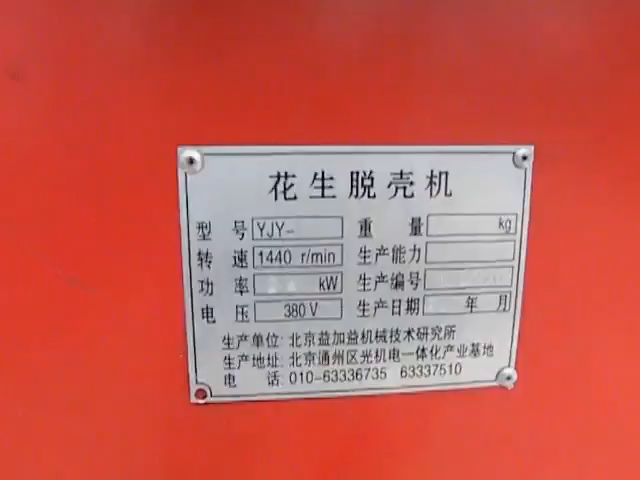 花生脱壳机
型号 YJY- 重量 kg
转速 1440 r/min 生产能力
功率 kW 生产编号
电压 380V 生产日期 年 月
生产单位: 北京益加益机械技术研究所
生产地址: 北京通州区光机电一体化产业基地
电话: 010-63336735 63337510